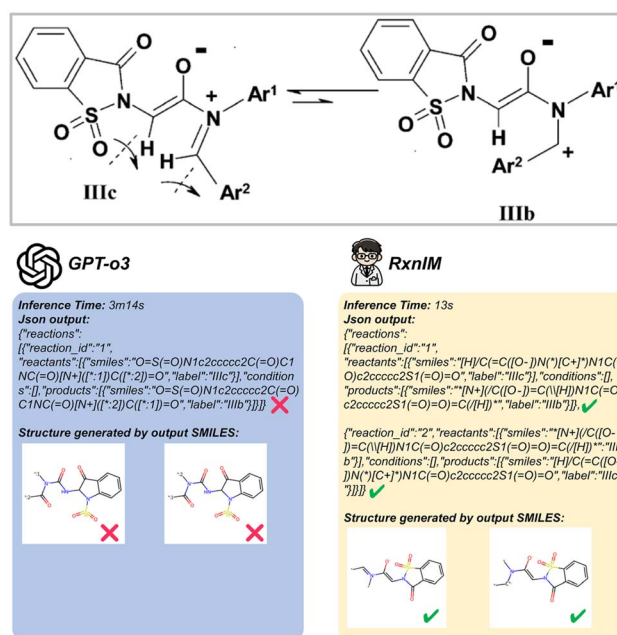 O O⁻ O O⁻
N + Ar¹ N Ar¹
S N S N
O O H H O O H Ar² +
Ar²
IIIc IIIb
GPT-o3
Inference Time: 3m14s
Json output:
{"reactions":
[{"reaction_id":"1",
"reactants":[{"smiles":"O=S(=O)N1c2ccccc2C(=O)C1
NC(=O)[N+]([*:1])C([*:2])=O","label":"IIIc"}],"condition
s":[],"products":[{"smiles":"O=S(=O)N1c2ccccc2C(=O)
C1NC(=O)[N+]([*:2])C([*:1])=O","label":"IIIb"}]}]}
Structure generated by output SMILES:
RxnIM
Inference Time: 13s
Json output:
{"reactions":
[{"reaction_id":"1",
"reactants":[{"smiles":"[H]/C(=C([O-])N(*)[C+]*)N1C(=
O)c2ccccc2S1(=O)=O","label":"IIIc"}],"conditions":[],
"products":[{"smiles":"*[N+](/C([O-
])=C(\\[H])N1C(=O)
c2ccccc2S1(=O)=O)=C(/[H])*","label":"IIIb"}]},
{"reaction_id":"2","reactants":[{"smiles":"*[N+](/C([O-
])=C(\\[H])N1C(=O)c2ccccc2S1(=O)=O)=C(/[H])*":"III
b"}],"conditions":[],"products":[{"smiles":"[H]/C(=C([O-
])N(*)[C+]*)N1C(=O)c2ccccc2S1(=O)=O","label":"IIIc
"}]}]}
Structure generated by output SMILES: